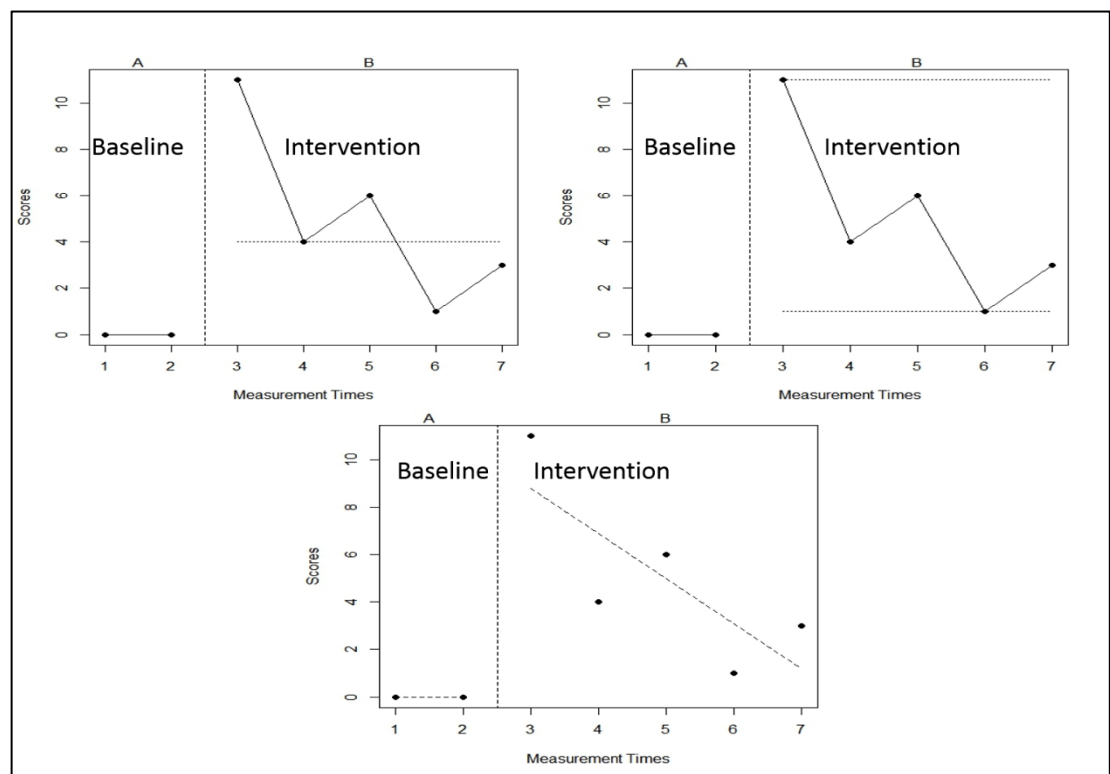 A B
Baseline Intervention
Scores
10
8
6
4
2
0
1 2 3 4 5 6 7
Measurement Times
A B
Baseline Intervention
Scores
10
8
6
4
2
0
1 2 3 4 5 6 7
Measurement Times
A B
Baseline Intervention
Scores
10
8
6
4
2
0
1 2 3 4 5 6 7
Measurement Times